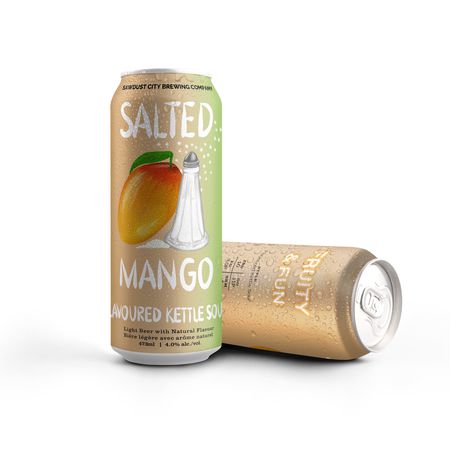 SAWDUST CITY BREWING COMPANY
SALTED
MANGO
LAVOURED KETTLE SOU
Light Beer with Natural Flavour
Bière légère avec arôme naturel
473ml | 4.0% alc./vol.
FRUITY
& FUN